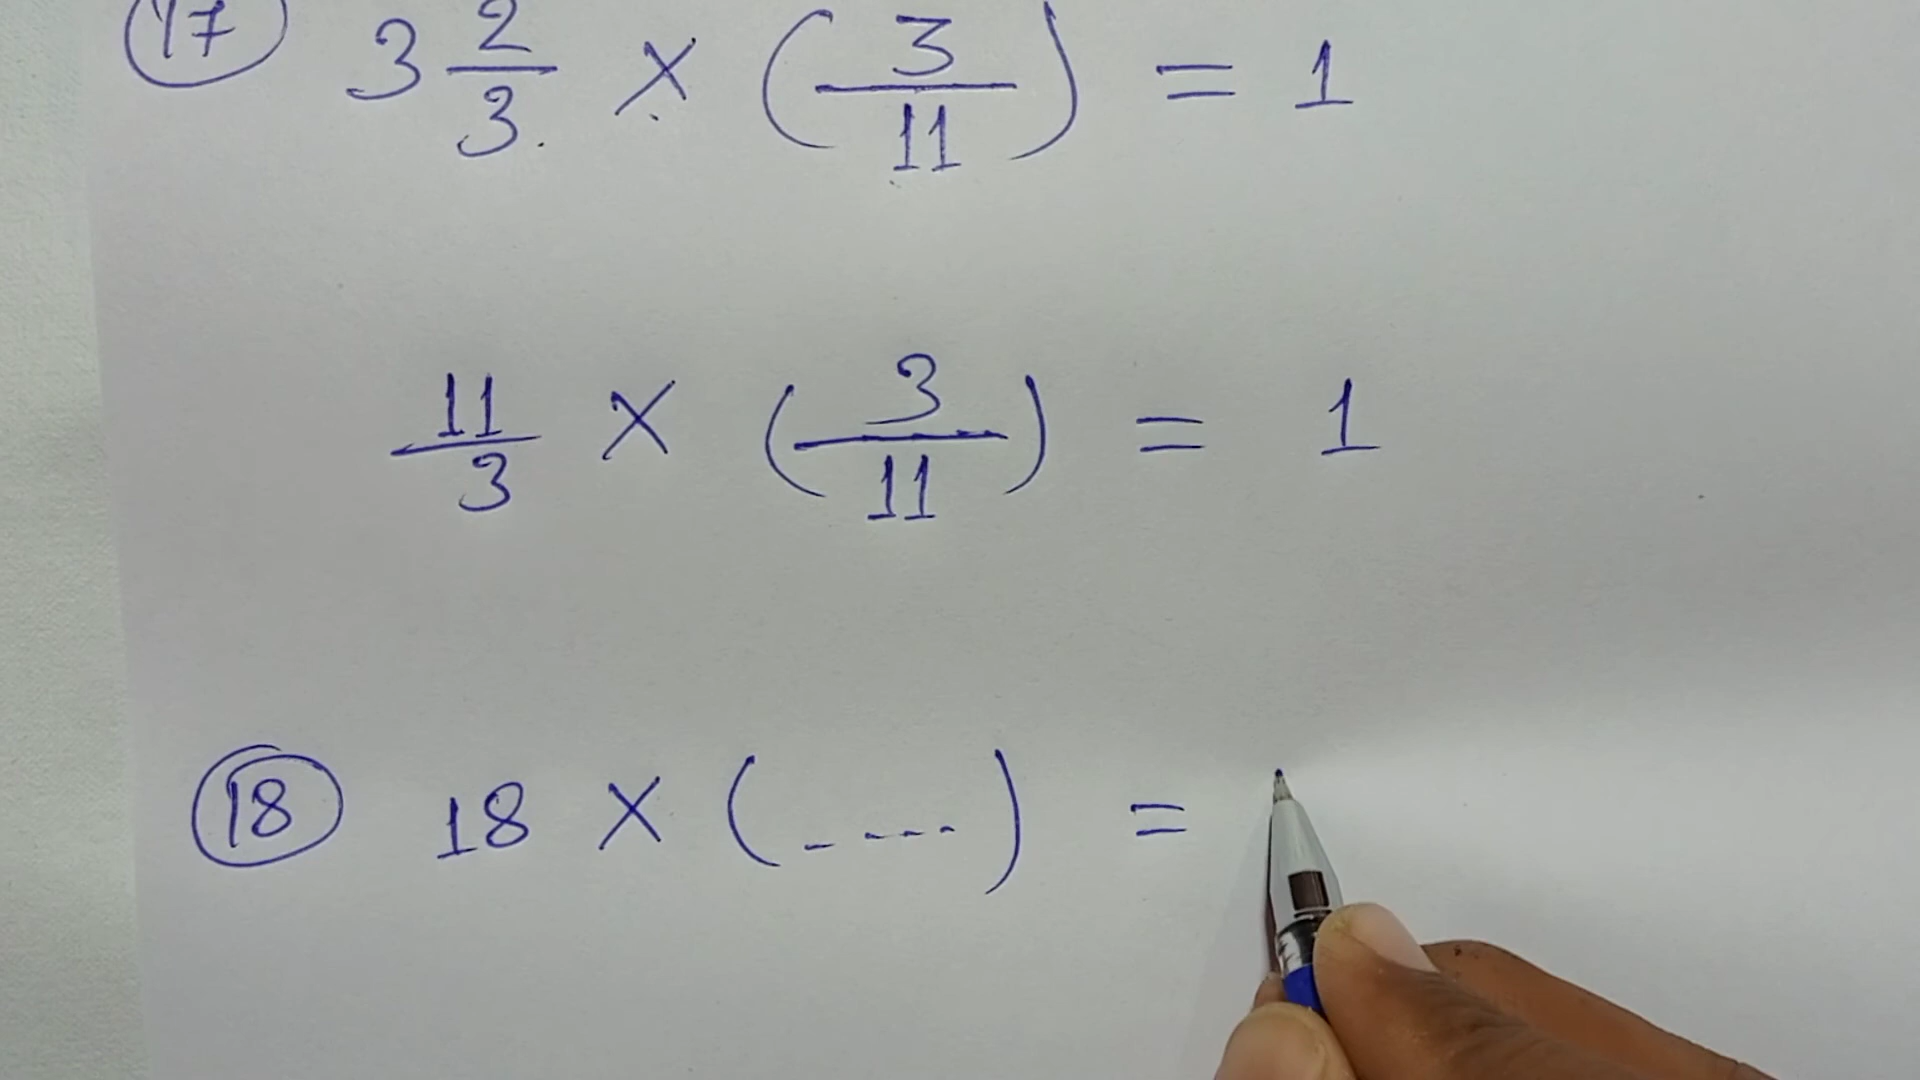 17 3 2/3 × (3/11) = 1
11/3 × (3/11) = 1
18 18 × (-----) =